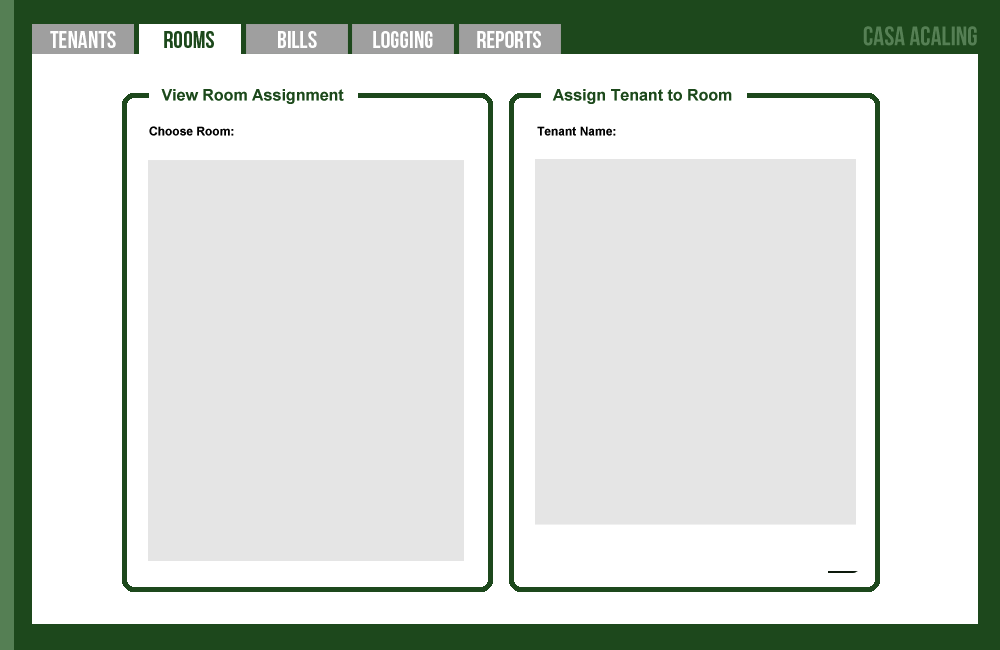 TENANTS
ROOMS
BILLS
LOGGING
REPORTS
CASA ACALING
View Room Assignment
Choose Room:
Assign Tenant to Room
Tenant Name: